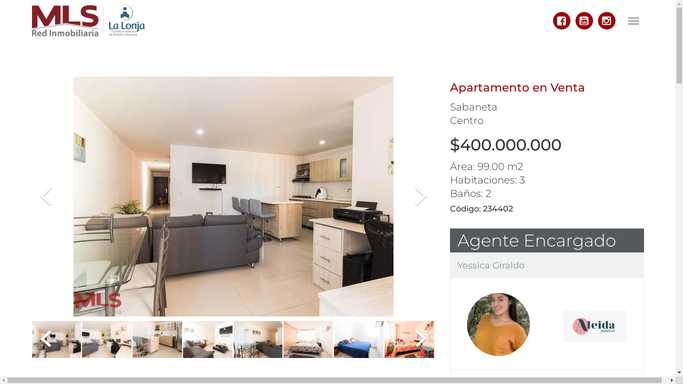 MLS
Red Inmobiliaria
La Lonja
Apartamento en Venta
Sabaneta
Centro
$400.000.000
Área: 99.00 m2
Habitaciones: 3
Baños: 2
Código: 234402
MLS
Agente Encargado
Yessica Giraldo
Aleida